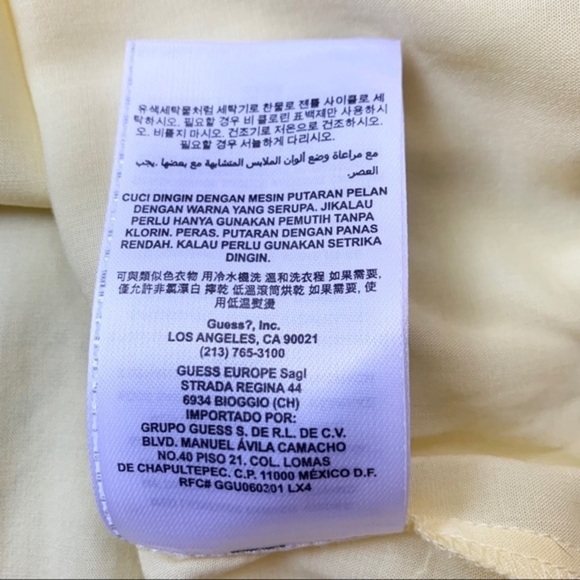 유색세탁물처럼 세탁기로 찬물로 젠틀 사이클로 세
탁하시오. 필요할 경우 비 클로린 표백제만 사용하시
오. 비틀지 마시오. 건조기로 저온으로 건조하시오.
필요할 경우 서늘하게 다리시오.
مع مراعاة وضع ألوان الملابس المتشابهة مع بعضها .يجب
العصر.
CUCI DINGIN DENGAN MESIN PUTARAN PELAN
DENGAN WARNA YANG SERUPA. JIKALAU
PERLU HANYA GUNAKAN PEMUTIH TANPA
KLORIN. PERAS. PUTARAN DENGAN PANAS
RENDAH. KALAU PERLU GUNAKAN SETRIKA
DINGIN.
可與類似色衣物 用冷水機洗 溫和洗衣程 如果需要,
僅允許非氯漂白 擰乾 低溫滾筒烘乾 如果需要, 使
用低溫熨燙
Guess?, Inc.
LOS ANGELES, CA 90021
(213) 765-3100
GUESS EUROPE Sagl
STRADA REGINA 44
6934 BIOGGIO (CH)
IMPORTADO POR:
GRUPO GUESS S. DE R.L. DE C.V.
BLVD. MANUEL ÁVILA CAMACHO
NO.40 PISO 21. COL. LOMAS
DE CHAPULTEPEC. C.P. 11000 MÉXICO D.F.
RFC# GGU060301 LX4